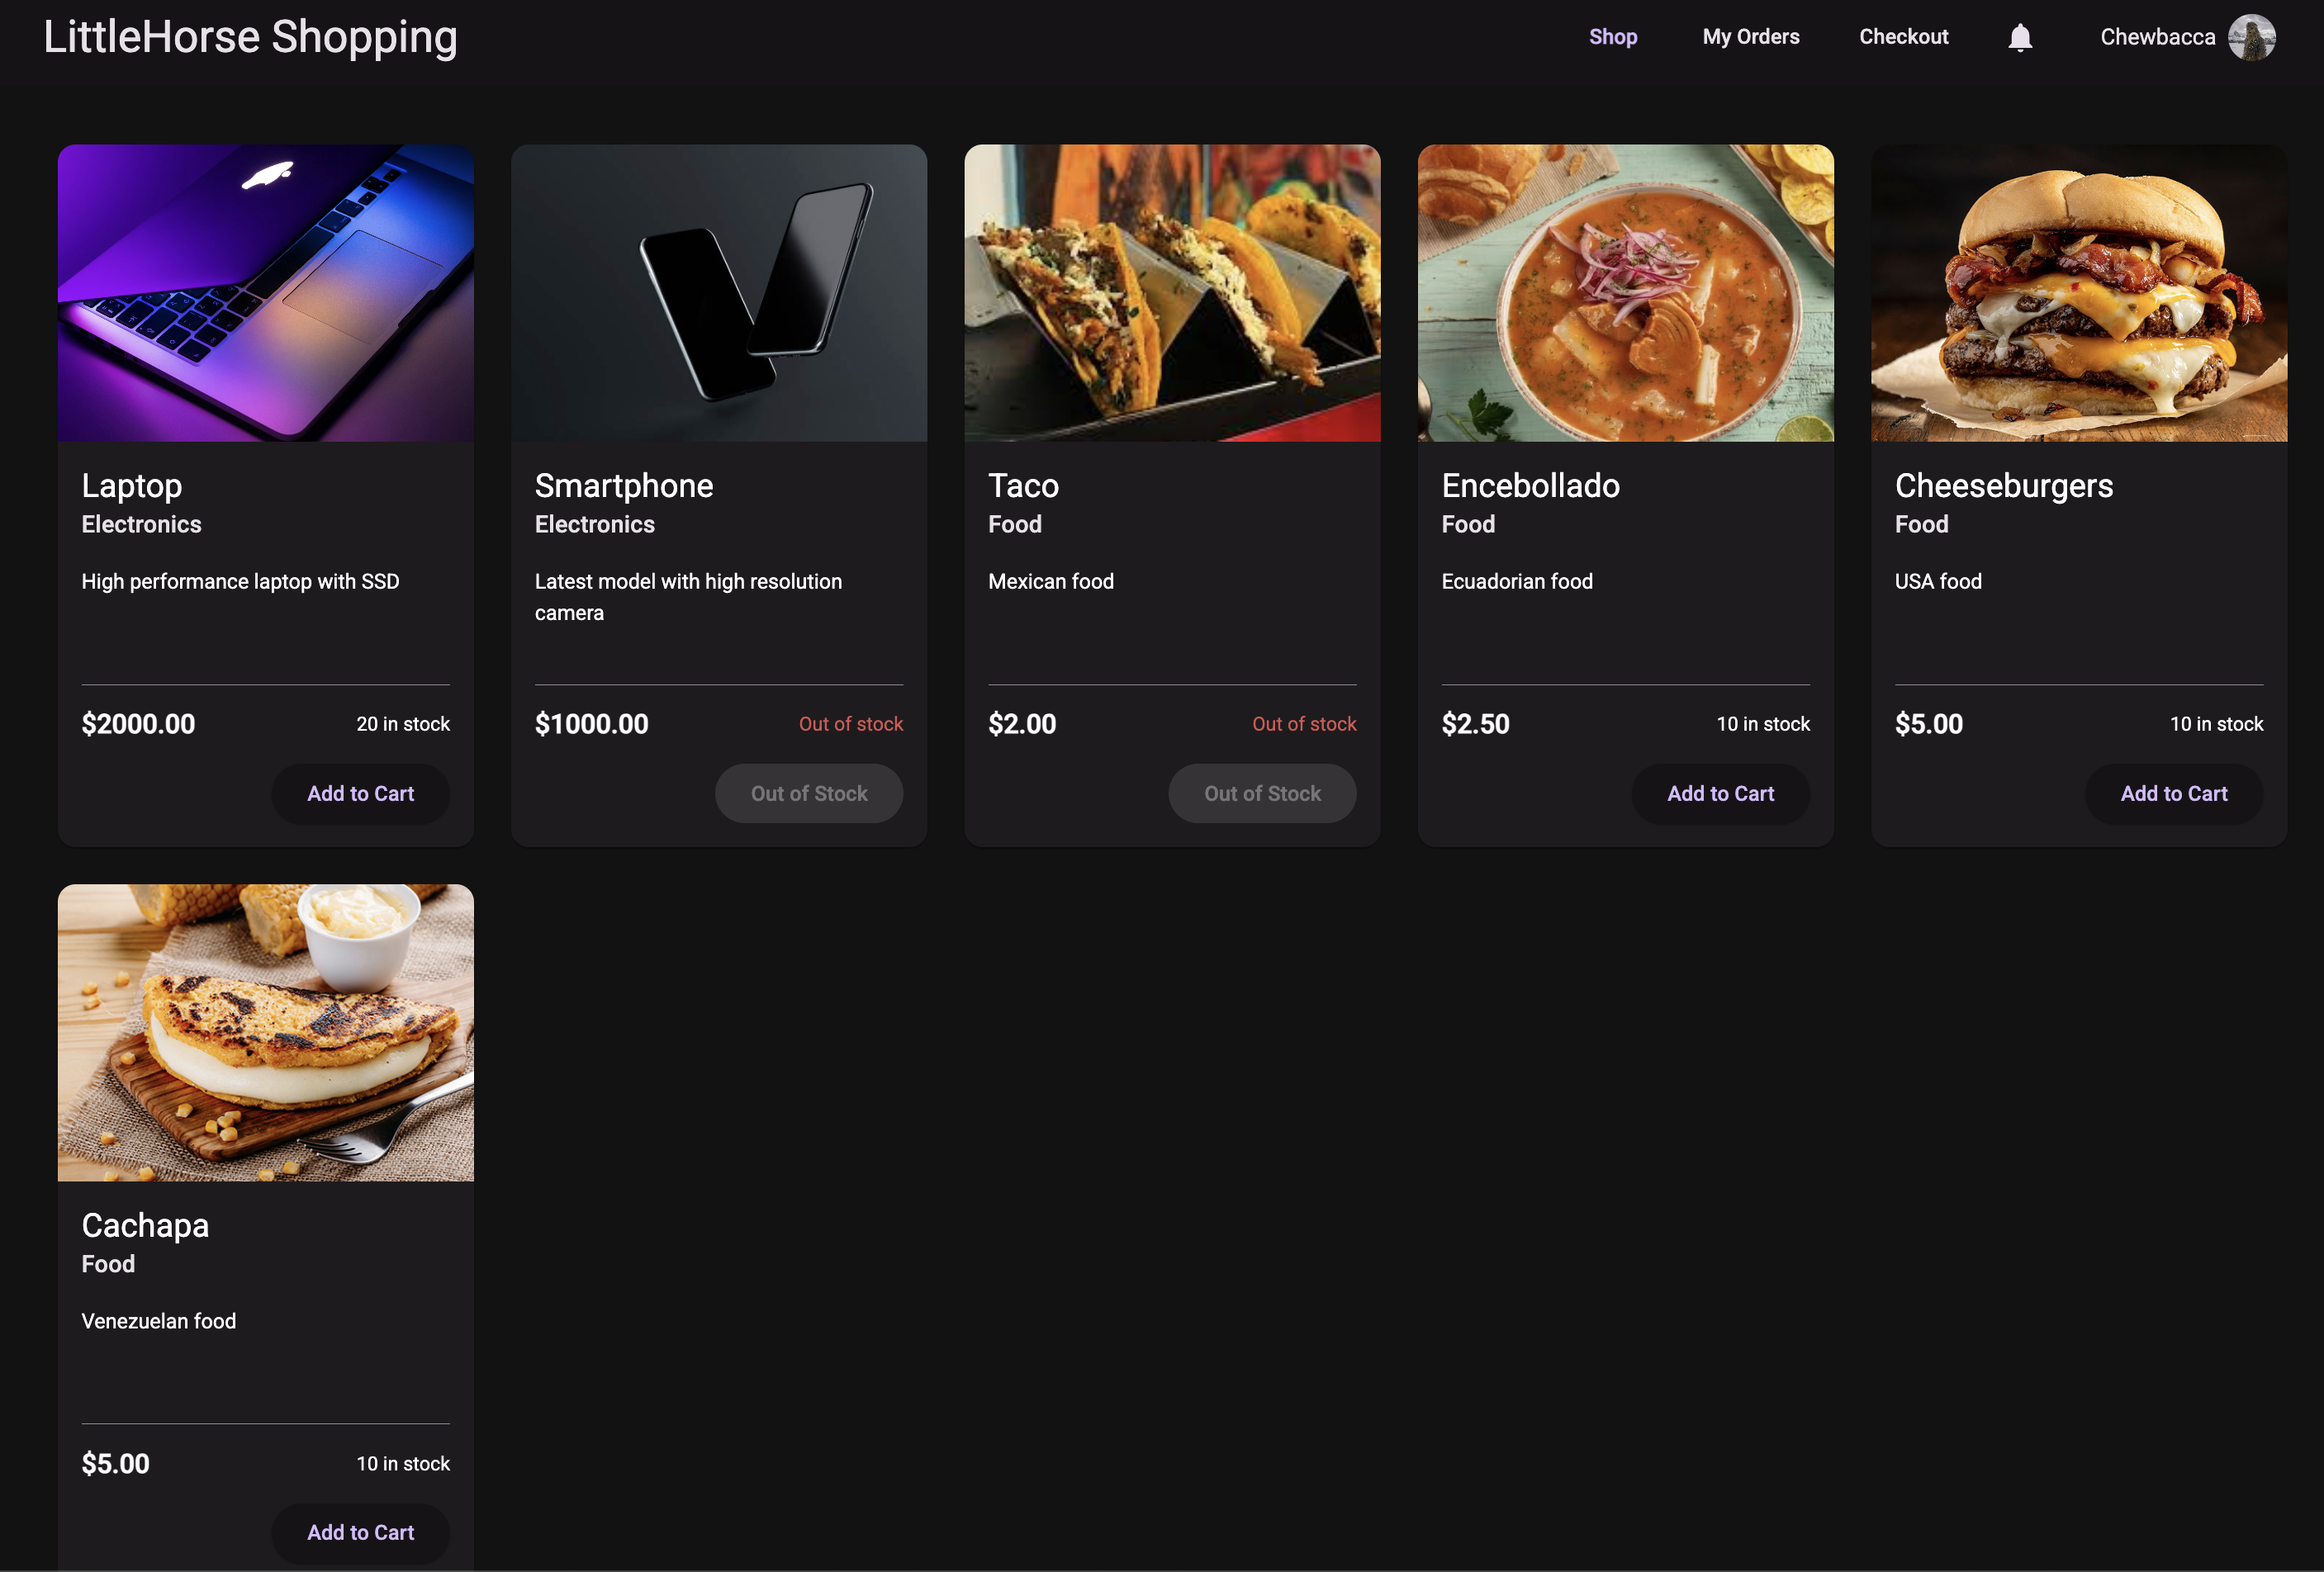 LittleHorse Shopping
Shop
My Orders
Checkout
Chewbacca
Laptop
Electronics
High performance laptop with SSD
$2000.00
20 in stock
Add to Cart
Smartphone
Electronics
Latest model with high resolution
camera
$1000.00
Out of stock
Out of Stock
Taco
Food
Mexican food
$2.00
Out of stock
Out of Stock
Encebollado
Food
Ecuadorian food
$2.50
10 in stock
Add to Cart
Cheeseburgers
Food
USA food
$5.00
10 in stock
Add to Cart
Cachapa
Food
Venezuelan food
$5.00
10 in stock
Add to Cart